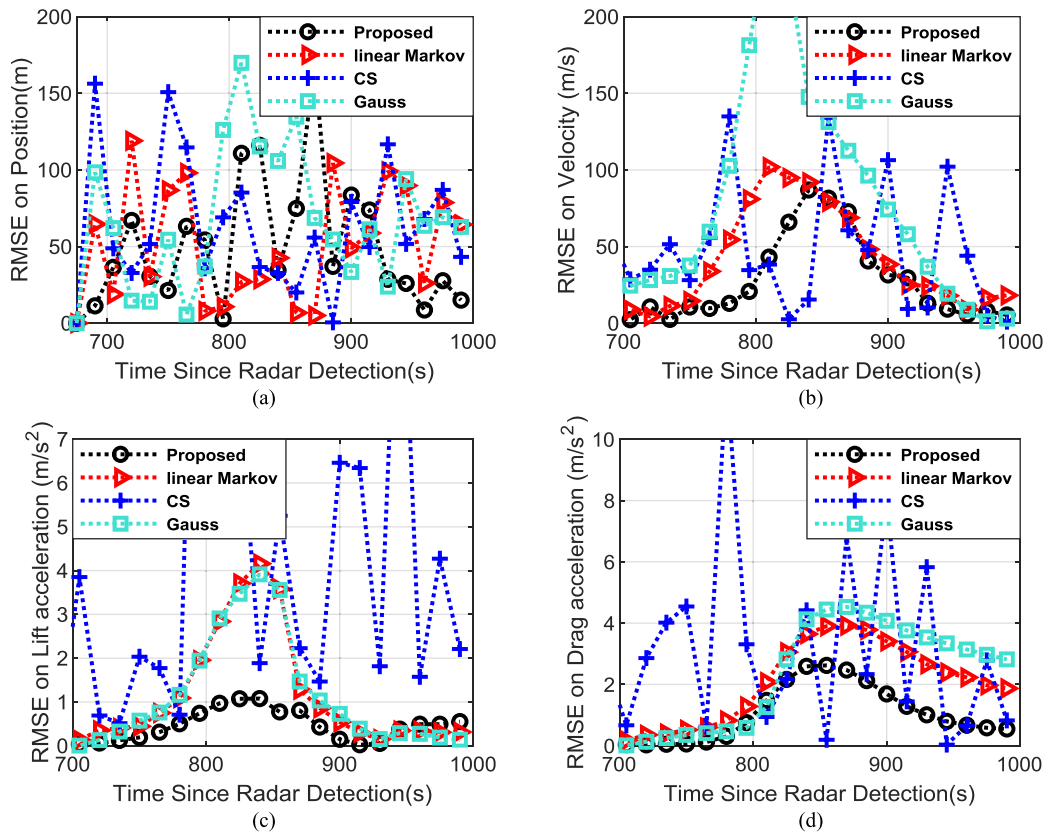 RMSE on Position(m)
200
150
100
50
0
700
800
900
1000
Proposed
linear Markov
CS
Gauss
Time Since Radar Detection(s)
(a)
RMSE on Velocity (m/s)
200
150
100
50
0
700
800
900
1000
Proposed
linear Markov
CS
Gauss
Time Since Radar Detection(s)
(b)
RMSE on Lift acceleration (m/s²)
7
6
5
4
3
2
1
0
700
800
900
1000
Proposed
linear Markov
CS
Gauss
Time Since Radar Detection(s)
(c)
RMSE on Drag acceleration (m/s²)
10
8
6
4
2
0
700
800
900
1000
Proposed
linear Markov
CS
Gauss
Time Since Radar Detection(s)
(d)